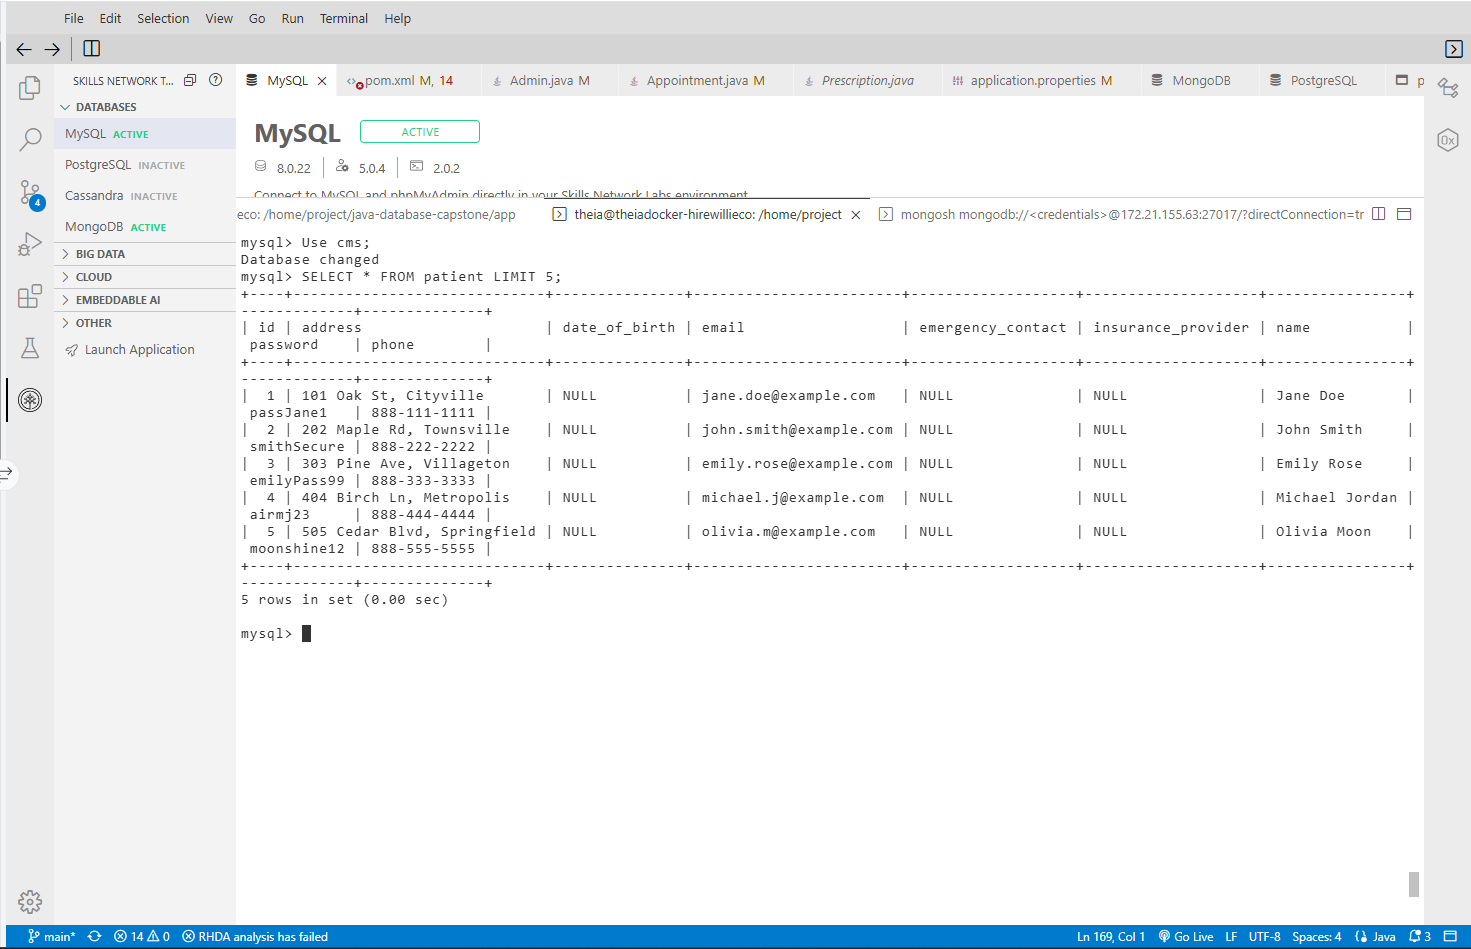 File Edit Selection View Go Run Terminal Help
SKILLS NETWORK T...
MySQL
pom.xml M, 14
Admin.java M
Appointment.java M
Prescription.java
application.properties M
MongoDB
PostgreSQL
p
DATABASES
MySQL ACTIVE
PostgreSQL INACTIVE
Cassandra INACTIVE
MongoDB ACTIVE
BIG DATA
CLOUD
EMBEDDABLE AI
OTHER
Launch Application
MySQL ACTIVE
8.0.22 5.0.4 2.0.2
Connect to MySQL and phpMyAdmin directly in your Skills Network Labs environment
eco: /home/project/java-database-capstone/app
theia@theiadocker-hirewillieco: /home/project
mongosh mongodb://<credentials>@172.21.155.63:27017/?directConnection=tr
mysql> Use cms;
Database changed
mysql> SELECT * FROM patient LIMIT 5;
+----+-----------------------------+---------------+------------------------+-------------------+--------------------+----------------+
-------------+--------------+
| id | address | date_of_birth | email | emergency_contact | insurance_provider | name |
password | phone |
+----+-----------------------------+---------------+------------------------+-------------------+--------------------+----------------+
-------------+--------------+
| 1 | 101 Oak St, Cityville | NULL | jane.doe@example.com | NULL | NULL | Jane Doe |
passJane1 | 888-111-1111 |
| 2 | 202 Maple Rd, Townsville | NULL | john.smith@example.com | NULL | NULL | John Smith |
smithSecure | 888-222-2222 |
| 3 | 303 Pine Ave, Villageton | NULL | emily.rose@example.com | NULL | NULL | Emily Rose |
emilyPass99 | 888-333-3333 |
| 4 | 404 Birch Ln, Metropolis | NULL | michael.j@example.com | NULL | NULL | Michael Jordan |
airmj23 | 888-444-4444 |
| 5 | 505 Cedar Blvd, Springfield | NULL | olivia.m@example.com | NULL | NULL | Olivia Moon |
moonshine12 | 888-555-5555 |
+----+-----------------------------+---------------+------------------------+-------------------+--------------------+----------------+
-------------+--------------+
5 rows in set (0.00 sec)
mysql>
4
0x
main* 14 0 RHDA analysis has failed
Ln 169, Col 1 Go Live LF UTF-8 Spaces: 4 Java 3